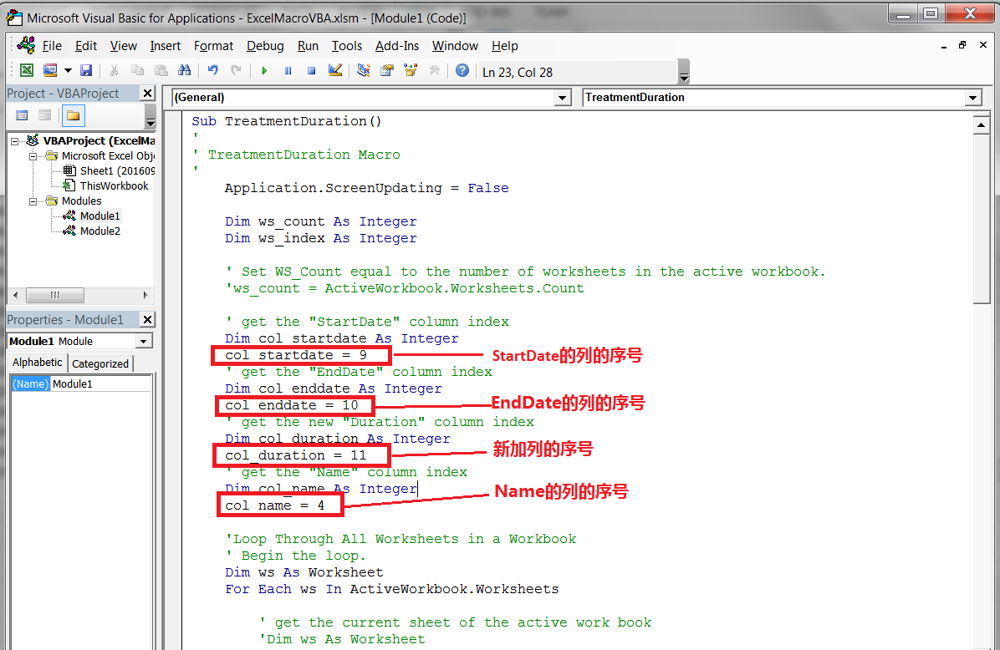 Microsoft Visual Basic for Applications - ExcelMacroVBA.xlsm - [Module1 (Code)]
File Edit View Insert Format Debug Run Tools Add-Ins Window Help
Ln 23, Col 28
Project - VBAProject
VBAProject (ExcelMa
Microsoft Excel Obj
Sheet1 (201609
ThisWorkbook
Modules
Module1
Module2
Properties - Module1
Module1 Module
Alphabetic Categorized
(Name) Module1
(General) TreatmentDuration
Sub TreatmentDuration()
'
' TreatmentDuration Macro
'
Application.ScreenUpdating = False
Dim ws_count As Integer
Dim ws_index As Integer
' Set WS_Count equal to the number of worksheets in the active workbook.
'ws_count = ActiveWorkbook.Worksheets.Count
' get the "StartDate" column index
Dim col_startdate As Integer
col_startdate = 9 StartDate的列的序号
' get the "EndDate" column index
Dim col_enddate As Integer
col_enddate = 10 EndDate的列的序号
' get the new "Duration" column index
Dim col_duration As Integer
col_duration = 11 新加列的序号
' get the "Name" column index
Dim col_name As Integer
col_name = 4 Name的列的序号
'Loop Through All Worksheets in a Workbook
' Begin the loop.
Dim ws As Worksheet
For Each ws In ActiveWorkbook.Worksheets
' get the current sheet of the active work book
'Dim ws As Worksheet